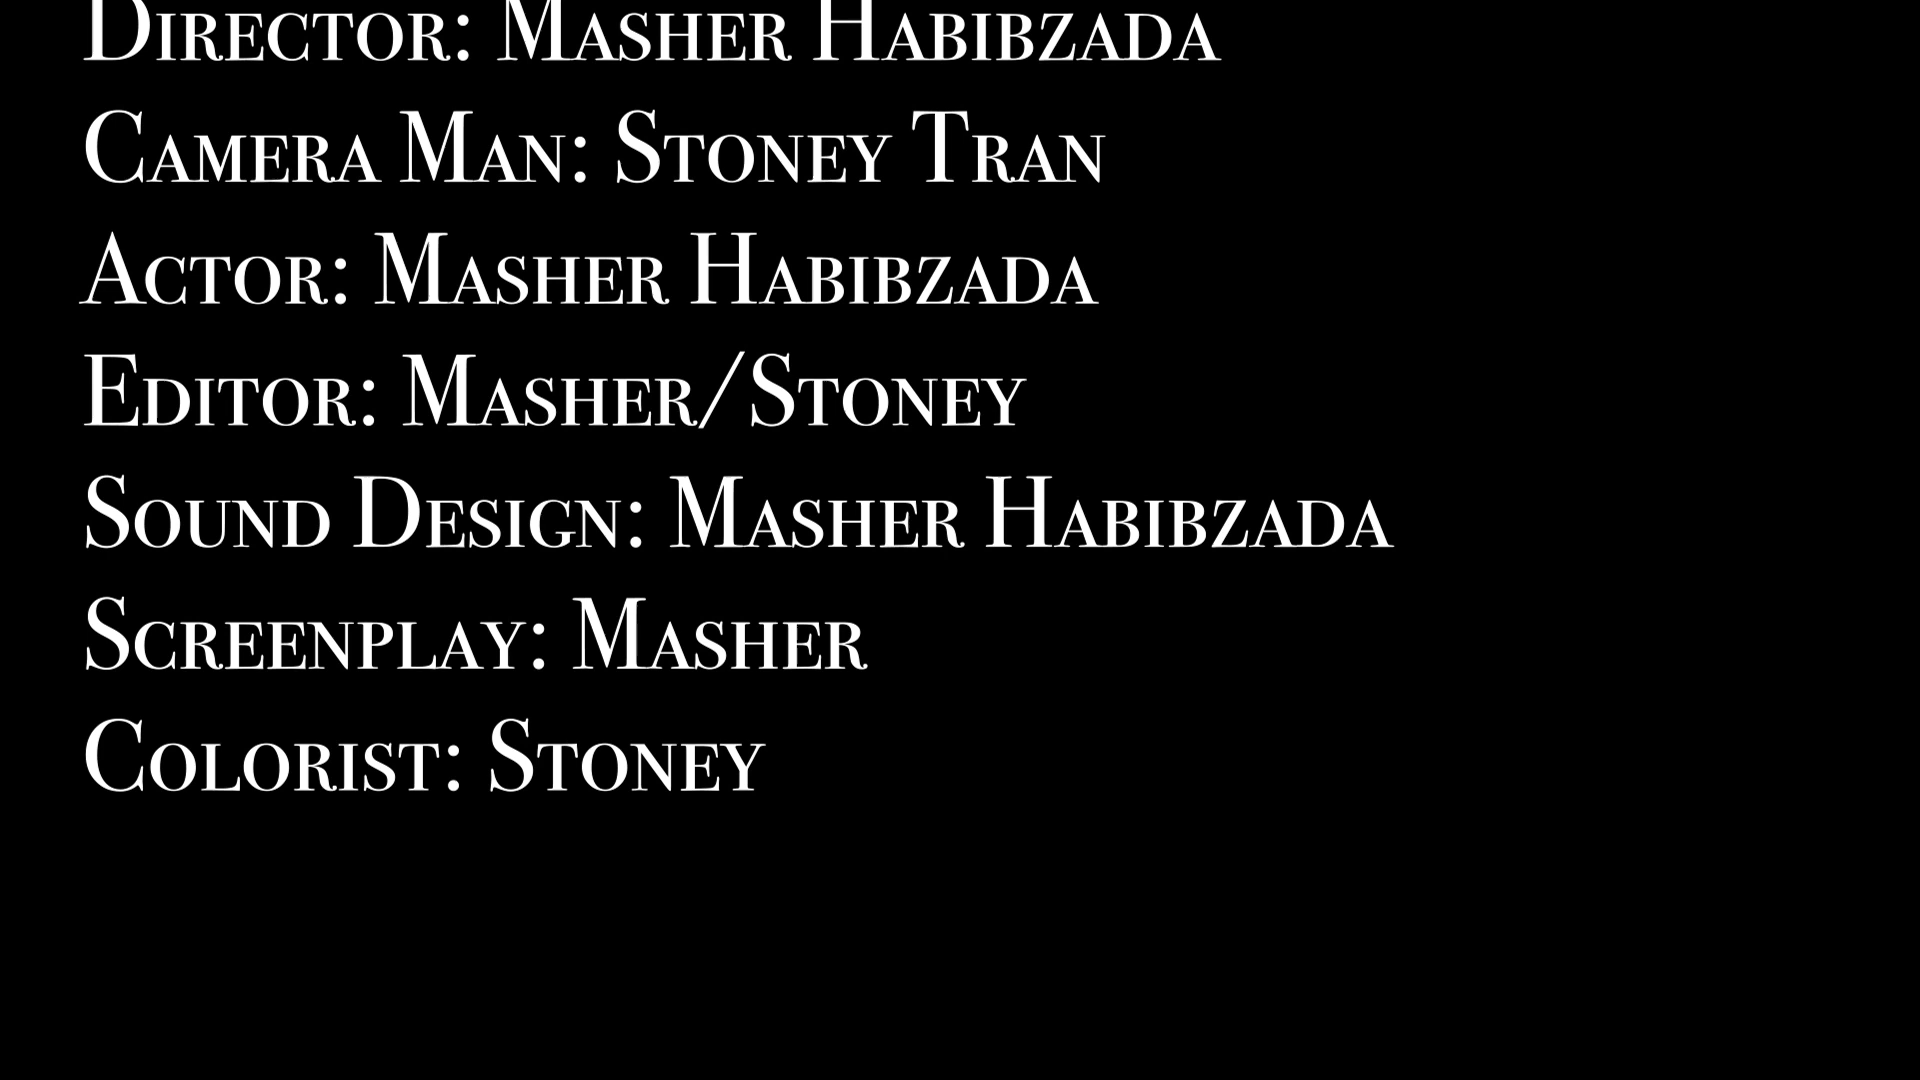 Director: Masher Habibzada
Camera Man: Stoney Tran
Actor: Masher Habibzada
Editor: Masher/Stoney
Sound Design: Masher Habibzada
Screenplay: Masher
Colorist: Stoney